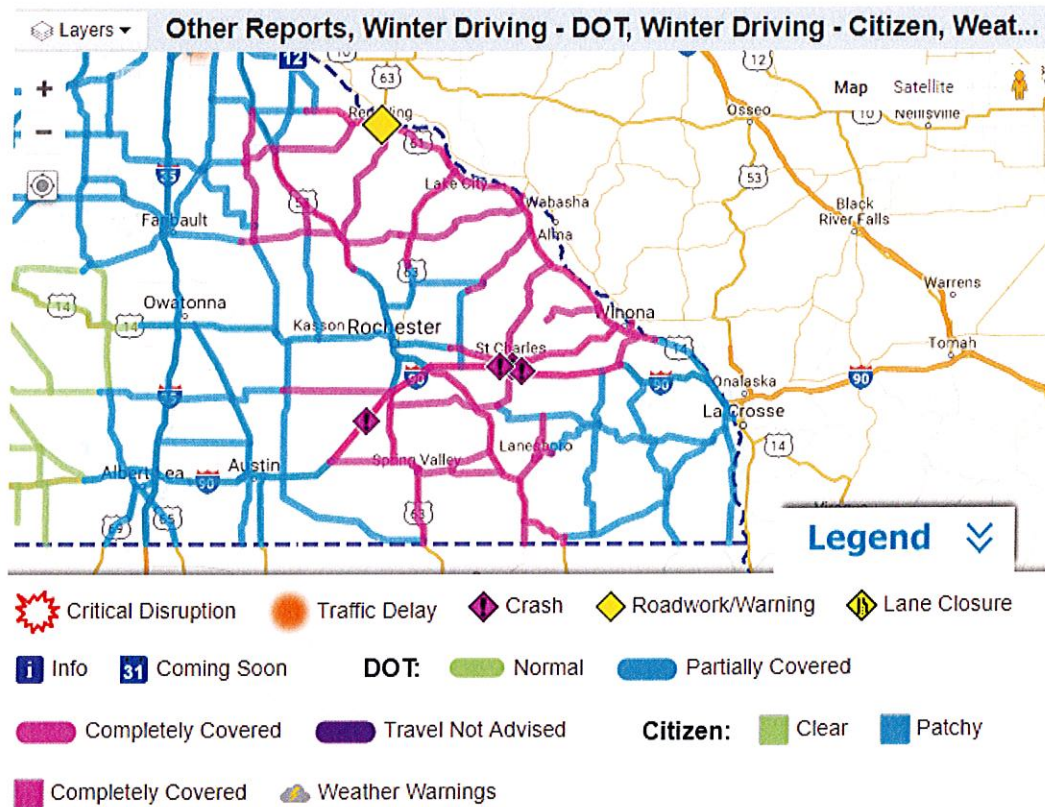 Layers ▾ Other Reports, Winter Driving - DOT, Winter Driving - Citizen, Weat...
12
10
12
63
Map Satellite
+
Osseo
10
Neillsville
−
61
35
53
Lake City
57
Wabasha
Black
River Falls
Faribault
Alma
63
Warrens
14
Owatonna
14
Kasson Rochester
Winona
St Charles
14
Tomah
90
90
Onalaska
90
35
La Crosse
14
Lanesboro
Spring Valley
Albert Lea
Austin
90
63
69
65
Legend
Critical Disruption Traffic Delay Crash Roadwork/Warning Lane Closure
i Info 31 Coming Soon DOT: Normal Partially Covered
Completely Covered Travel Not Advised Citizen: Clear Patchy
Completely Covered Weather Warnings